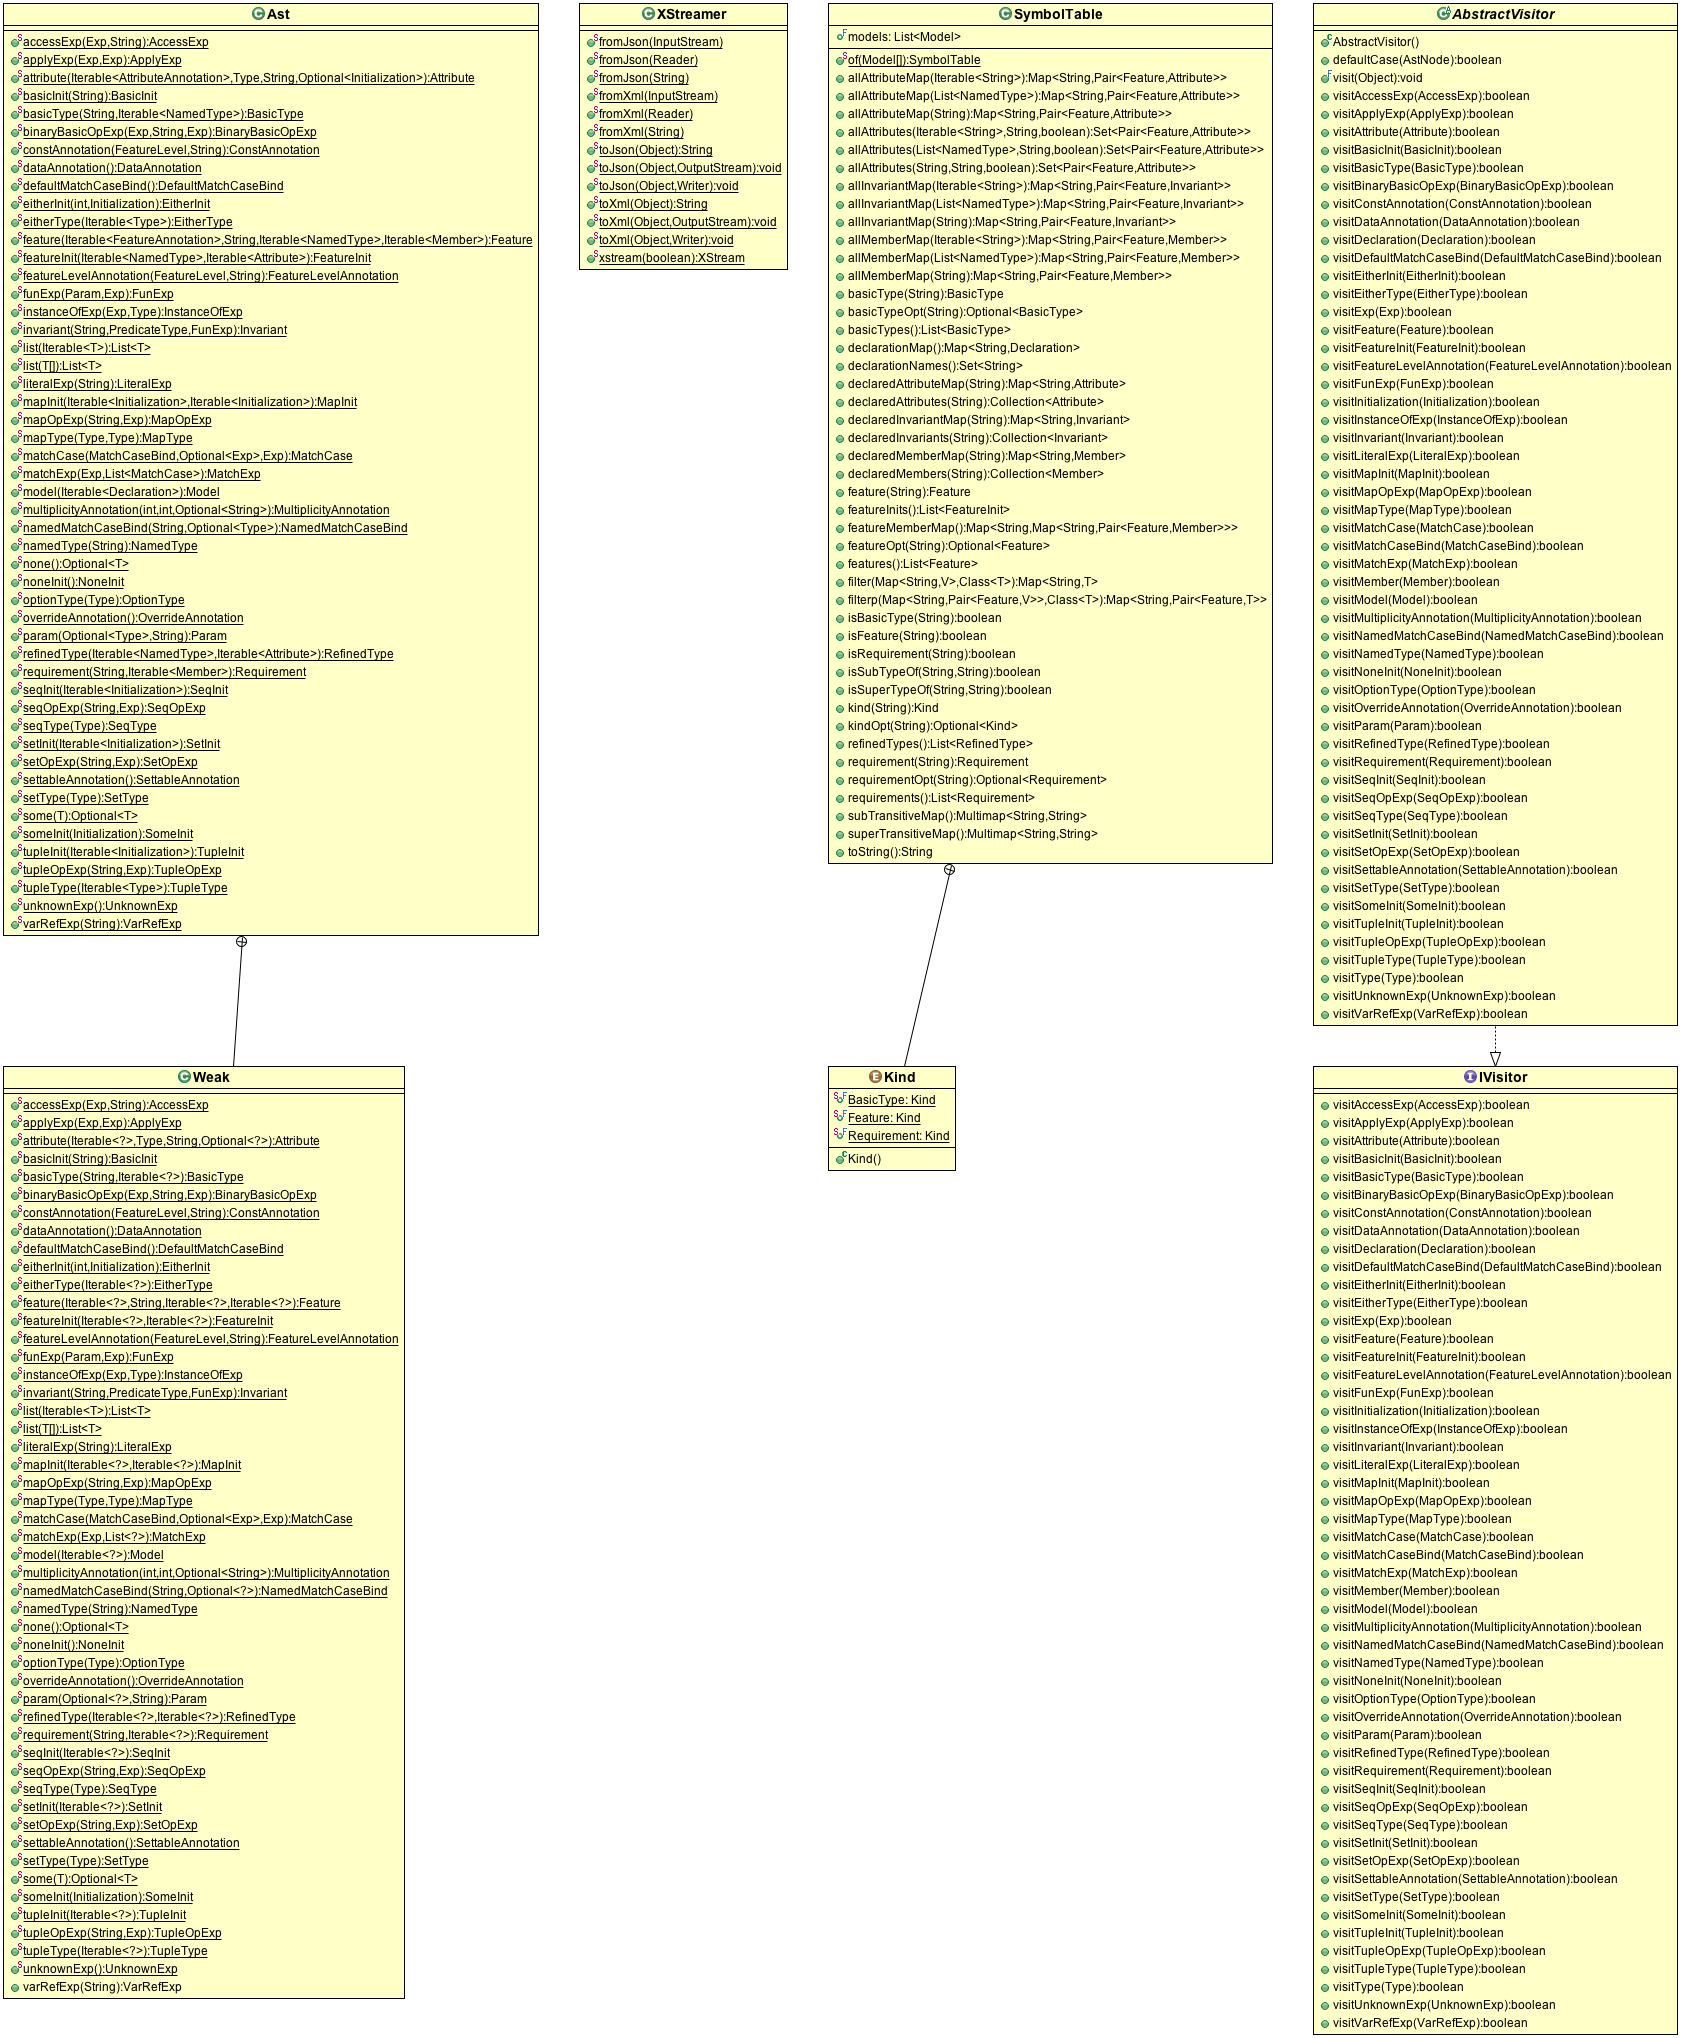 Ast
accessExp(Exp,String):AccessExp
applyExp(Exp,Exp):ApplyExp
attribute(Iterable<AttributeAnnotation>,Type,String,Optional<Initialization>):Attribute
basicInit(String):BasicInit
basicType(String,Iterable<NamedType>):BasicType
binaryBasicOpExp(Exp,String,Exp):BinaryBasicOpExp
constAnnotation(FeatureLevel,String):ConstAnnotation
dataAnnotation():DataAnnotation
defaultMatchCaseBind():DefaultMatchCaseBind
eitherInit(int,Initialization):EitherInit
eitherType(Iterable<Type>):EitherType
feature(Iterable<FeatureAnnotation>,String,Iterable<NamedType>,Iterable<Member>):Feature
featureInit(Iterable<NamedType>,Iterable<Attribute>):FeatureInit
featureLevelAnnotation(FeatureLevel,String):FeatureLevelAnnotation
funExp(Param,Exp):FunExp
instanceOfExp(Exp,Type):InstanceOfExp
invariant(String,PredicateType,FunExp):Invariant
list(Iterable<T>):List<T>
list(T[]):List<T>
literalExp(String):LiteralExp
mapInit(Iterable<Initialization>,Iterable<Initialization>):MapInit
mapOpExp(String,Exp):MapOpExp
mapType(Type,Type):MapType
matchCase(MatchCaseBind,Optional<Exp>,Exp):MatchCase
matchExp(Exp,List<MatchCase>):MatchExp
model(Iterable<Declaration>):Model
multiplicityAnnotation(int,int,Optional<String>):MultiplicityAnnotation
namedMatchCaseBind(String,Optional<Type>):NamedMatchCaseBind
namedType(String):NamedType
none():Optional<T>
noneInit():NoneInit
optionType(Type):OptionType
overrideAnnotation():OverrideAnnotation
param(Optional<Type>,String):Param
refinedType(Iterable<NamedType>,Iterable<Attribute>):RefinedType
requirement(String,Iterable<Member>):Requirement
seqInit(Iterable<Initialization>):SeqInit
seqOpExp(String,Exp):SeqOpExp
seqType(Type):SeqType
setInit(Iterable<Initialization>):SetInit
setOpExp(String,Exp):SetOpExp
settableAnnotation():SettableAnnotation
setType(Type):SetType
some(T):Optional<T>
someInit(Initialization):SomeInit
tupleInit(Iterable<Initialization>):TupleInit
tupleOpExp(String,Exp):TupleOpExp
tupleType(Iterable<Type>):TupleType
unknownExp():UnknownExp
varRefExp(String):VarRefExp
XStreamer
fromJson(InputStream)
fromJson(Reader)
fromJson(String)
fromXml(InputStream)
fromXml(Reader)
fromXml(String)
toJson(Object):String
toJson(Object,OutputStream):void
toJson(Object,Writer):void
toXml(Object):String
toXml(Object,OutputStream):void
toXml(Object,Writer):void
xstream(boolean):XStream
SymbolTable
models: List<Model>
of(Model[]):SymbolTable
allAttributeMap(Iterable<String>):Map<String,Pair<Feature,Attribute>>
allAttributeMap(List<NamedType>):Map<String,Pair<Feature,Attribute>>
allAttributeMap(String):Map<String,Pair<Feature,Attribute>>
allAttributes(Iterable<String>,String,boolean):Set<Pair<Feature,Attribute>>
allAttributes(List<NamedType>,String,boolean):Set<Pair<Feature,Attribute>>
allAttributes(String,String,boolean):Set<Pair<Feature,Attribute>>
allInvariantMap(Iterable<String>):Map<String,Pair<Feature,Invariant>>
allInvariantMap(List<NamedType>):Map<String,Pair<Feature,Invariant>>
allInvariantMap(String):Map<String,Pair<Feature,Invariant>>
allMemberMap(Iterable<String>):Map<String,Pair<Feature,Member>>
allMemberMap(List<NamedType>):Map<String,Pair<Feature,Member>>
allMemberMap(String):Map<String,Pair<Feature,Member>>
basicType(String):BasicType
basicTypeOpt(String):Optional<BasicType>
basicTypes():List<BasicType>
declarationMap():Map<String,Declaration>
declarationNames():Set<String>
declaredAttributeMap(String):Map<String,Attribute>
declaredAttributes(String):Collection<Attribute>
declaredInvariantMap(String):Map<String,Invariant>
declaredInvariants(String):Collection<Invariant>
declaredMemberMap(String):Map<String,Member>
declaredMembers(String):Collection<Member>
feature(String):Feature
featureInits():List<FeatureInit>
featureMemberMap():Map<String,Map<String,Pair<Feature,Member>>>
featureOpt(String):Optional<Feature>
features():List<Feature>
filter(Map<String,V>,Class<T>):Map<String,T>
filterp(Map<String,Pair<Feature,V>>,Class<T>):Map<String,Pair<Feature,T>>
isBasicType(String):boolean
isFeature(String):boolean
isRequirement(String):boolean
isSubTypeOf(String,String):boolean
isSuperTypeOf(String,String):boolean
kind(String):Kind
kindOpt(String):Optional<Kind>
refinedTypes():List<RefinedType>
requirement(String):Requirement
requirementOpt(String):Optional<Requirement>
requirements():List<Requirement>
subTransitiveMap():Multimap<String,String>
superTransitiveMap():Multimap<String,String>
toString():String
AbstractVisitor
AbstractVisitor()
defaultCase(AstNode):boolean
visit(Object):void
visitAccessExp(AccessExp):boolean
visitApplyExp(ApplyExp):boolean
visitAttribute(Attribute):boolean
visitBasicInit(BasicInit):boolean
visitBasicType(BasicType):boolean
visitBinaryBasicOpExp(BinaryBasicOpExp):boolean
visitConstAnnotation(ConstAnnotation):boolean
visitDataAnnotation(DataAnnotation):boolean
visitDeclaration(Declaration):boolean
visitDefaultMatchCaseBind(DefaultMatchCaseBind):boolean
visitEitherInit(EitherInit):boolean
visitEitherType(EitherType):boolean
visitExp(Exp):boolean
visitFeature(Feature):boolean
visitFeatureInit(FeatureInit):boolean
visitFeatureLevelAnnotation(FeatureLevelAnnotation):boolean
visitFunExp(FunExp):boolean
visitInitialization(Initialization):boolean
visitInstanceOfExp(InstanceOfExp):boolean
visitInvariant(Invariant):boolean
visitLiteralExp(LiteralExp):boolean
visitMapInit(MapInit):boolean
visitMapOpExp(MapOpExp):boolean
visitMapType(MapType):boolean
visitMatchCase(MatchCase):boolean
visitMatchCaseBind(MatchCaseBind):boolean
visitMatchExp(MatchExp):boolean
visitMember(Member):boolean
visitModel(Model):boolean
visitMultiplicityAnnotation(MultiplicityAnnotation):boolean
visitNamedMatchCaseBind(NamedMatchCaseBind):boolean
visitNamedType(NamedType):boolean
visitNoneInit(NoneInit):boolean
visitOptionType(OptionType):boolean
visitOverrideAnnotation(OverrideAnnotation):boolean
visitParam(Param):boolean
visitRefinedType(RefinedType):boolean
visitRequirement(Requirement):boolean
visitSeqInit(SeqInit):boolean
visitSeqOpExp(SeqOpExp):boolean
visitSeqType(SeqType):boolean
visitSetInit(SetInit):boolean
visitSetOpExp(SetOpExp):boolean
visitSettableAnnotation(SettableAnnotation):boolean
visitSetType(SetType):boolean
visitSomeInit(SomeInit):boolean
visitTupleInit(TupleInit):boolean
visitTupleOpExp(TupleOpExp):boolean
visitTupleType(TupleType):boolean
visitType(Type):boolean
visitUnknownExp(UnknownExp):boolean
visitVarRefExp(VarRefExp):boolean
Weak
accessExp(Exp,String):AccessExp
applyExp(Exp,Exp):ApplyExp
attribute(Iterable<?>,Type,String,Optional<?>):Attribute
basicInit(String):BasicInit
basicType(String,Iterable<?>):BasicType
binaryBasicOpExp(Exp,String,Exp):BinaryBasicOpExp
constAnnotation(FeatureLevel,String):ConstAnnotation
dataAnnotation():DataAnnotation
defaultMatchCaseBind():DefaultMatchCaseBind
eitherInit(int,Initialization):EitherInit
eitherType(Iterable<?>):EitherType
feature(Iterable<?>,String,Iterable<?>,Iterable<?>):Feature
featureInit(Iterable<?>,Iterable<?>):FeatureInit
featureLevelAnnotation(FeatureLevel,String):FeatureLevelAnnotation
funExp(Param,Exp):FunExp
instanceOfExp(Exp,Type):InstanceOfExp
invariant(String,PredicateType,FunExp):Invariant
list(Iterable<T>):List<T>
list(T[]):List<T>
literalExp(String):LiteralExp
mapInit(Iterable<?>,Iterable<?>):MapInit
mapOpExp(String,Exp):MapOpExp
mapType(Type,Type):MapType
matchCase(MatchCaseBind,Optional<Exp>,Exp):MatchCase
matchExp(Exp,List<?>):MatchExp
model(Iterable<?>):Model
multiplicityAnnotation(int,int,Optional<String>):MultiplicityAnnotation
namedMatchCaseBind(String,Optional<?>):NamedMatchCaseBind
namedType(String):NamedType
none():Optional<T>
noneInit():NoneInit
optionType(Type):OptionType
overrideAnnotation():OverrideAnnotation
param(Optional<?>,String):Param
refinedType(Iterable<?>,Iterable<?>):RefinedType
requirement(String,Iterable<?>):Requirement
seqInit(Iterable<?>):SeqInit
seqOpExp(String,Exp):SeqOpExp
seqType(Type):SeqType
setInit(Iterable<?>):SetInit
setOpExp(String,Exp):SetOpExp
settableAnnotation():SettableAnnotation
setType(Type):SetType
some(T):Optional<T>
someInit(Initialization):SomeInit
tupleInit(Iterable<?>):TupleInit
tupleOpExp(String,Exp):TupleOpExp
tupleType(Iterable<?>):TupleType
unknownExp():UnknownExp
varRefExp(String):VarRefExp
Kind
BasicType: Kind
Feature: Kind
Requirement: Kind
Kind()
IVisitor
visitAccessExp(AccessExp):boolean
visitApplyExp(ApplyExp):boolean
visitAttribute(Attribute):boolean
visitBasicInit(BasicInit):boolean
visitBasicType(BasicType):boolean
visitBinaryBasicOpExp(BinaryBasicOpExp):boolean
visitConstAnnotation(ConstAnnotation):boolean
visitDataAnnotation(DataAnnotation):boolean
visitDeclaration(Declaration):boolean
visitDefaultMatchCaseBind(DefaultMatchCaseBind):boolean
visitEitherInit(EitherInit):boolean
visitEitherType(EitherType):boolean
visitExp(Exp):boolean
visitFeature(Feature):boolean
visitFeatureInit(FeatureInit):boolean
visitFeatureLevelAnnotation(FeatureLevelAnnotation):boolean
visitFunExp(FunExp):boolean
visitInitialization(Initialization):boolean
visitInstanceOfExp(InstanceOfExp):boolean
visitInvariant(Invariant):boolean
visitLiteralExp(LiteralExp):boolean
visitMapInit(MapInit):boolean
visitMapOpExp(MapOpExp):boolean
visitMapType(MapType):boolean
visitMatchCase(MatchCase):boolean
visitMatchCaseBind(MatchCaseBind):boolean
visitMatchExp(MatchExp):boolean
visitMember(Member):boolean
visitModel(Model):boolean
visitMultiplicityAnnotation(MultiplicityAnnotation):boolean
visitNamedMatchCaseBind(NamedMatchCaseBind):boolean
visitNamedType(NamedType):boolean
visitNoneInit(NoneInit):boolean
visitOptionType(OptionType):boolean
visitOverrideAnnotation(OverrideAnnotation):boolean
visitParam(Param):boolean
visitRefinedType(RefinedType):boolean
visitRequirement(Requirement):boolean
visitSeqInit(SeqInit):boolean
visitSeqOpExp(SeqOpExp):boolean
visitSeqType(SeqType):boolean
visitSetInit(SetInit):boolean
visitSetOpExp(SetOpExp):boolean
visitSettableAnnotation(SettableAnnotation):boolean
visitSetType(SetType):boolean
visitSomeInit(SomeInit):boolean
visitTupleInit(TupleInit):boolean
visitTupleOpExp(TupleOpExp):boolean
visitTupleType(TupleType):boolean
visitType(Type):boolean
visitUnknownExp(UnknownExp):boolean
visitVarRefExp(VarRefExp):boolean